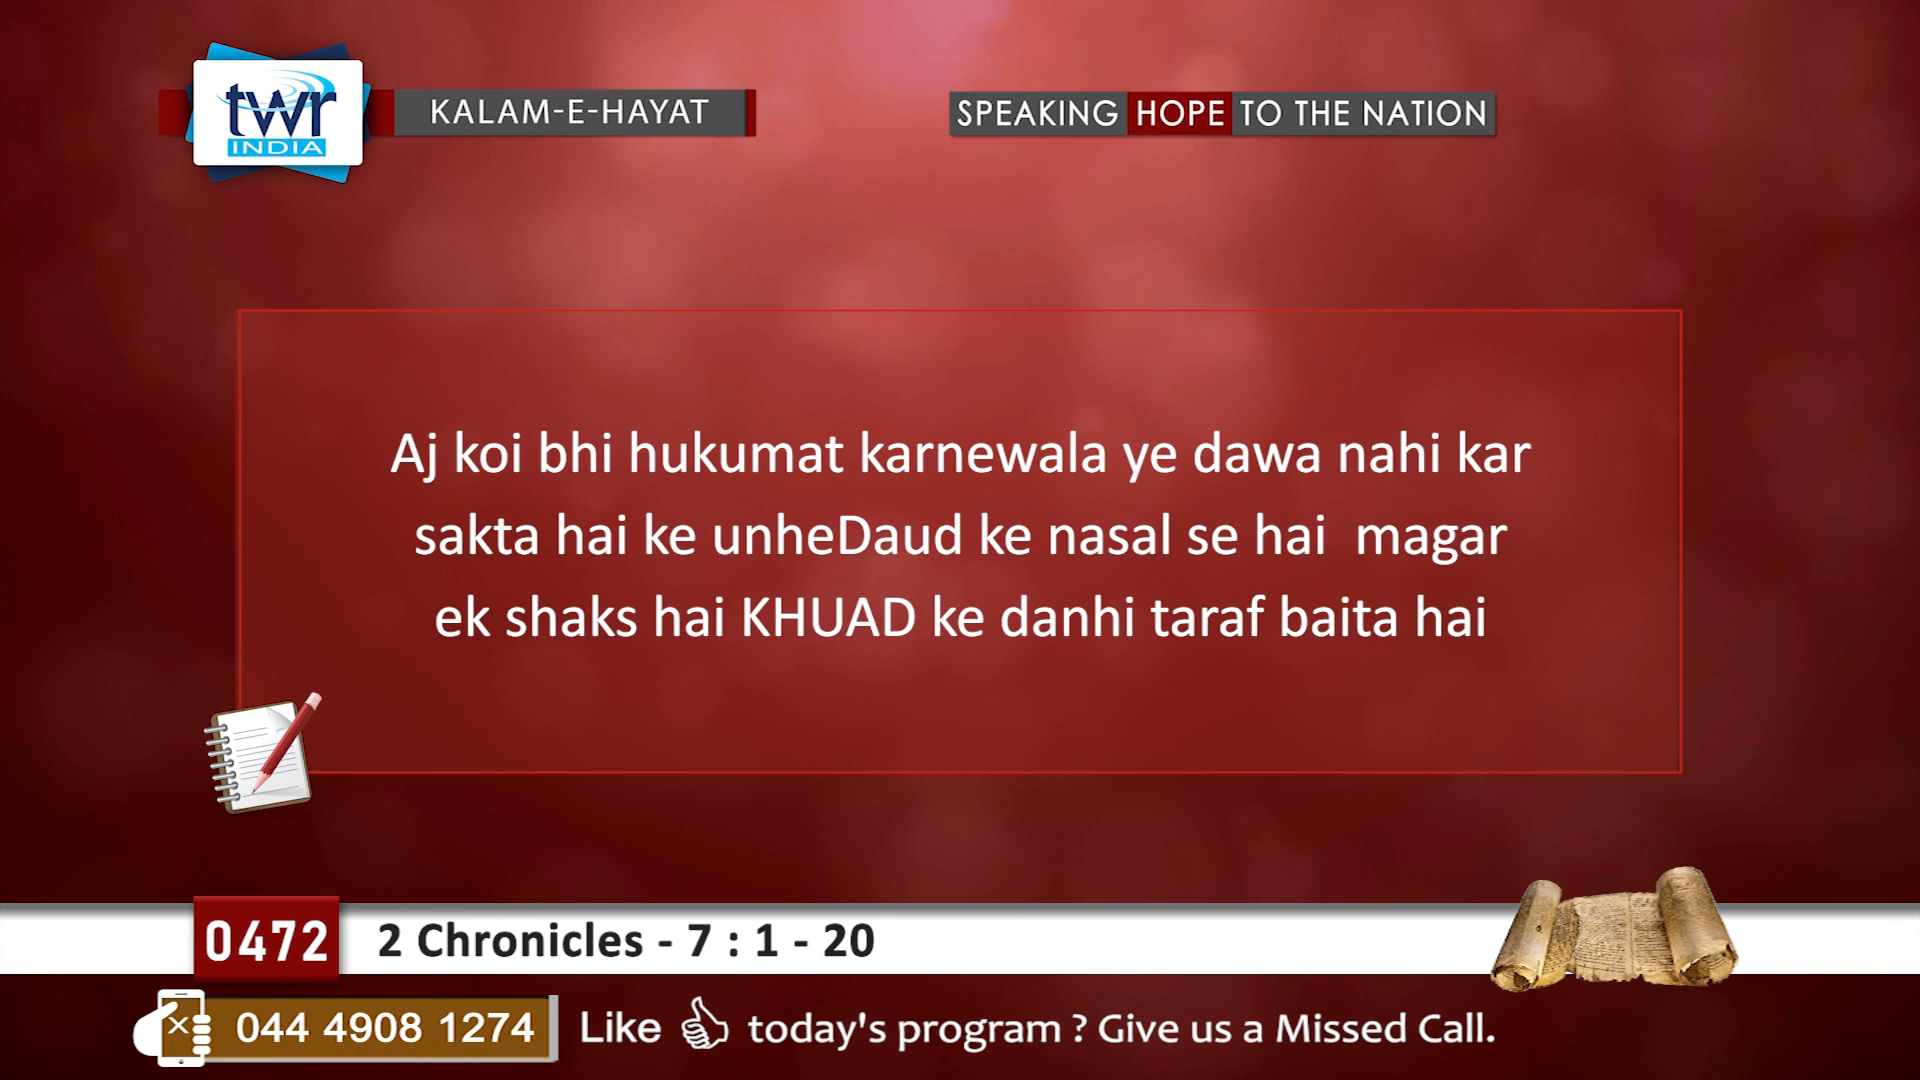 twr
INDIA
KALAM-E-HAYAT
SPEAKING HOPE TO THE NATION
Aj koi bhi hukumat karnewala ye dawa nahi kar
sakta hai ke unheDaud ke nasal se hai magar
ek shaks hai KHUAD ke danhi taraf baita hai
0472 2 Chronicles - 7 : 1 - 20
044 4908 1274 Like today's program ? Give us a Missed Call.